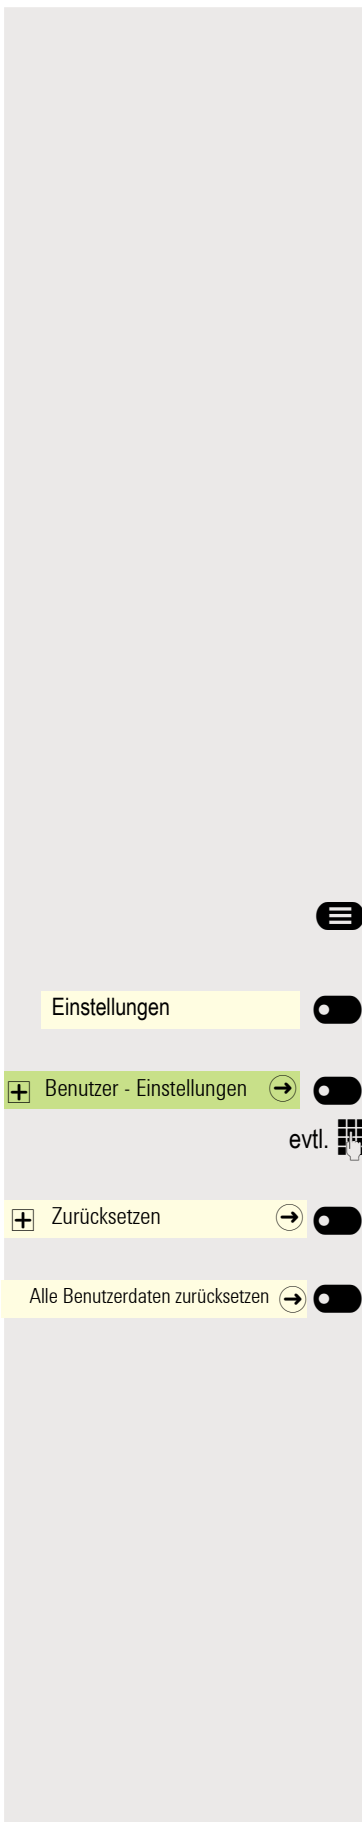 Einstellungen
Benutzer - Einstellungen
evtl.
Zurücksetzen
Alle Benutzerdaten zurücksetzen